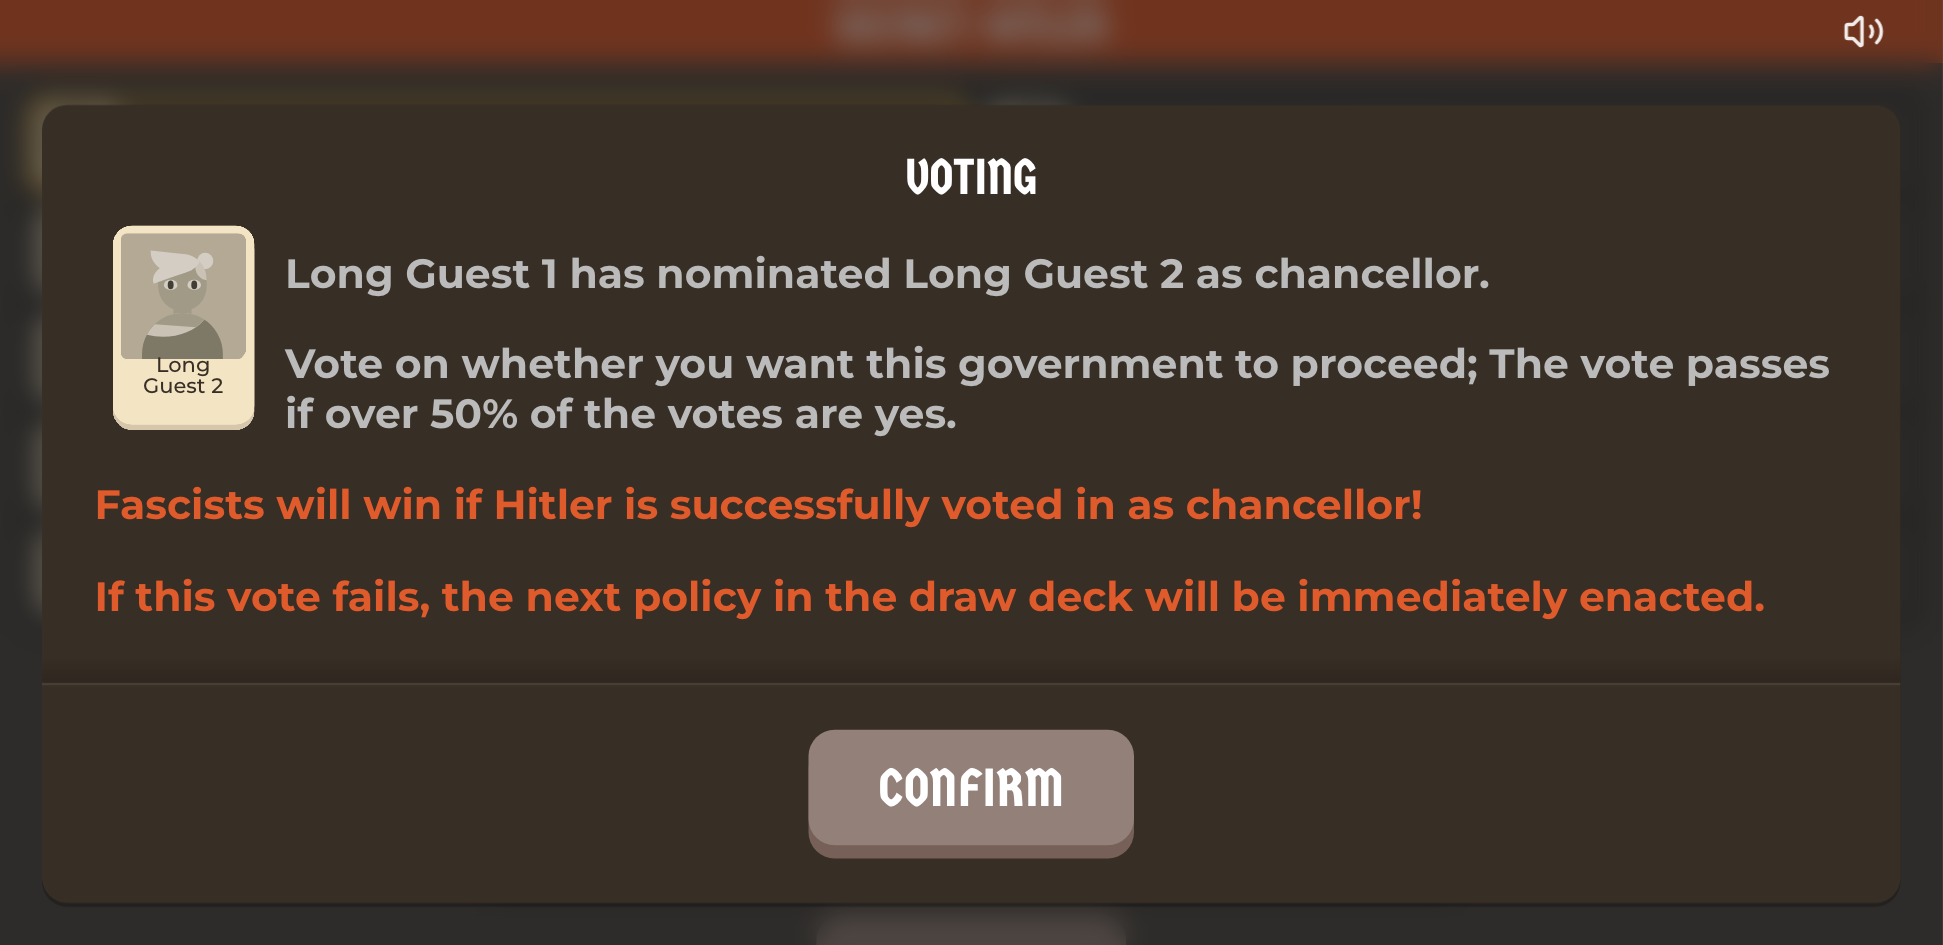 VOTING
Long Guest 1 has nominated Long Guest 2 as chancellor.
Long
Guest 2
Vote on whether you want this government to proceed; The vote passes
if over 50% of the votes are yes.
Fascists will win if Hitler is successfully voted in as chancellor!
If this vote fails, the next policy in the draw deck will be immediately enacted.
CONFIRM